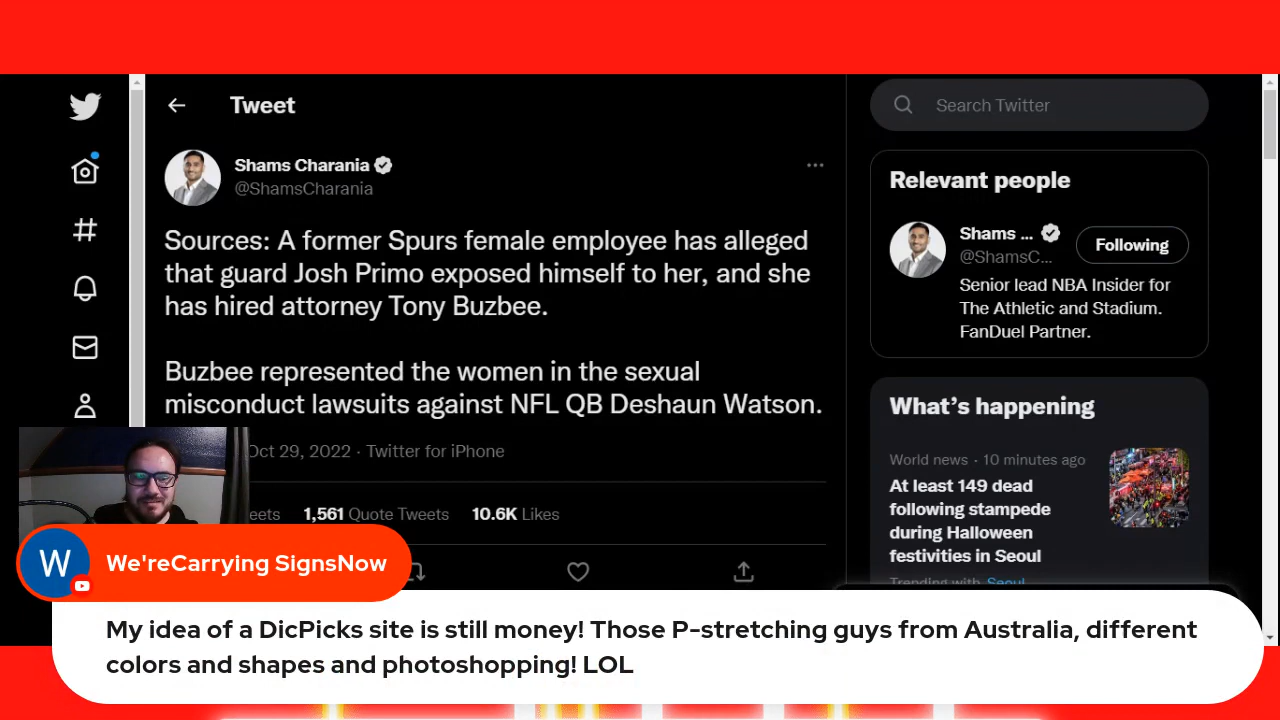 Tweet
Search Twitter
Shams Charania
@ShamsCharania
Sources: A former Spurs female employee has alleged
that guard Josh Primo exposed himself to her, and she
has hired attorney Tony Buzbee.
Buzbee represented the women in the sexual
misconduct lawsuits against NFL QB Deshaun Watson.
Oct 29, 2022 · Twitter for iPhone
eets 1,561 Quote Tweets 10.6K Likes
Relevant people
Shams ...
@ShamsC...
Following
Senior lead NBA Insider for
The Athletic and Stadium.
FanDuel Partner.
What's happening
World news · 10 minutes ago
At least 149 dead
following stampede
during Halloween
festivities in Seoul
Trending with Seoul
W
We'reCarrying SignsNow
My idea of a DicPicks site is still money! Those P-stretching guys from Australia, different
colors and shapes and photoshopping! LOL